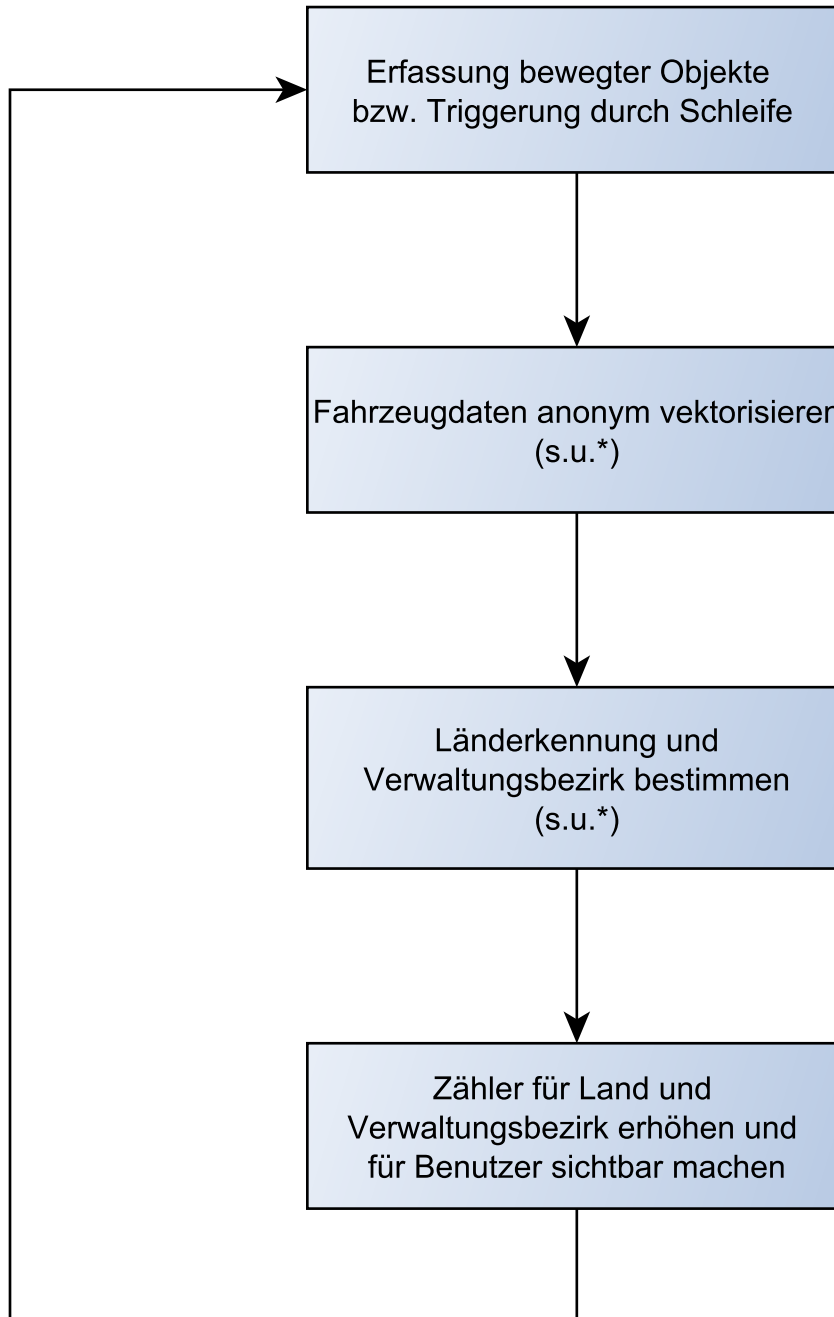 Erfassung bewegter Objekte
bzw. Triggerung durch Schleife
Fahrzeugdaten anonym vektorisieren
(s.u.*)
Länderkennung und
Verwaltungsbezirk bestimmen
(s.u.*)
Zähler für Land und
Verwaltungsbezirk erhöhen und
für Benutzer sichtbar machen